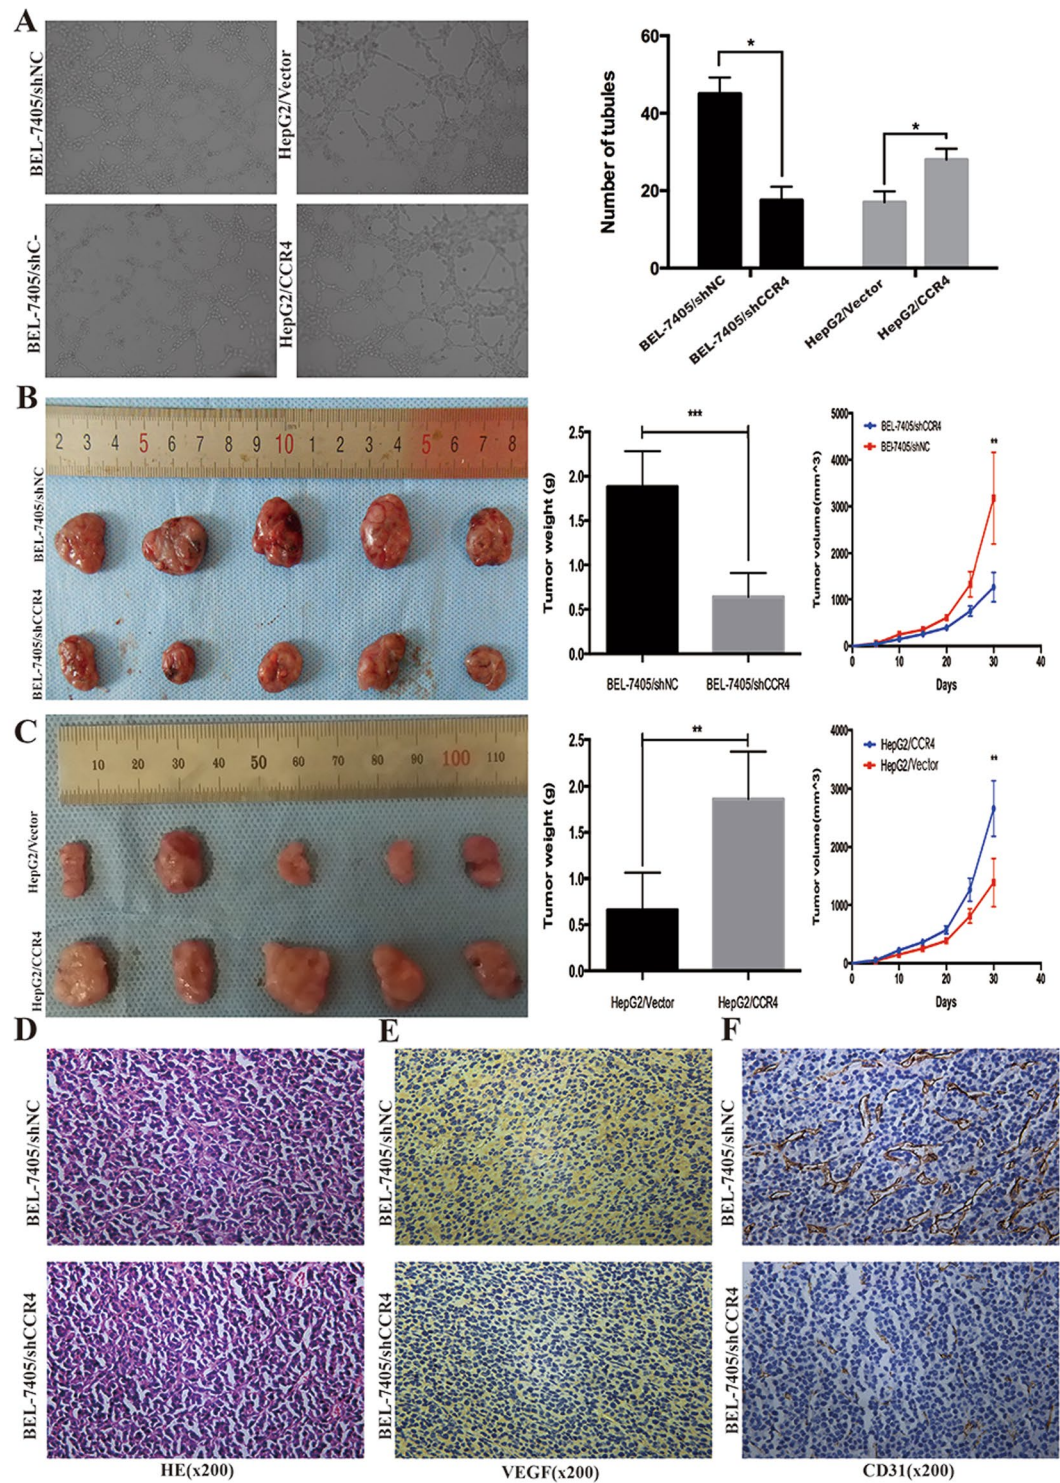 A
BEL-7405/shNC
HepG2/Vector
BEL-7405/shC-
HepG2/CCR4
Number of tubules
60
40
20
0
*
*
BEL-7405/shNC
BEL-7405/shCCR4
HepG2/Vector
HepG2/CCR4
B
2 3 4 5 6 7 8 9 10 1 2 3 4 5 6 7 8
BEL-7405/shNC
BEL-7405/shCCR4
Tumor weight (g)
2.5
2.0
1.5
1.0
0.5
0.0
***
BEL-7405/shNC
BEL-7405/shCCR4
Tumor volume(mm^3)
5000
4000
3000
2000
1000
0
BEL-7405/shCCR4
BEl-7405/shNC
**
0 10 20 30 40
Days
C
10 20 30 40 50 60 70 80 90 100 110
HepG2/Vector
HepG2/CCR4
Tumor weight (g)
2.5
2.0
1.5
1.0
0.5
0.0
**
HepG2/Vector
HepG2/CCR4
Tumor volume(mm^3)
4000
3000
2000
1000
0
HepG2/CCR4
HepG2/Vector
**
0 10 20 30 40
Days
D
BEL-7405/shNC
BEL-7405/shCCR4
HE(x200)
E
BEL-7405/shNC
BEL-7405/shCCR4
VEGF(x200)
F
BEL-7405/shNC
BEL-7405/shCCR4
CD31(x200)